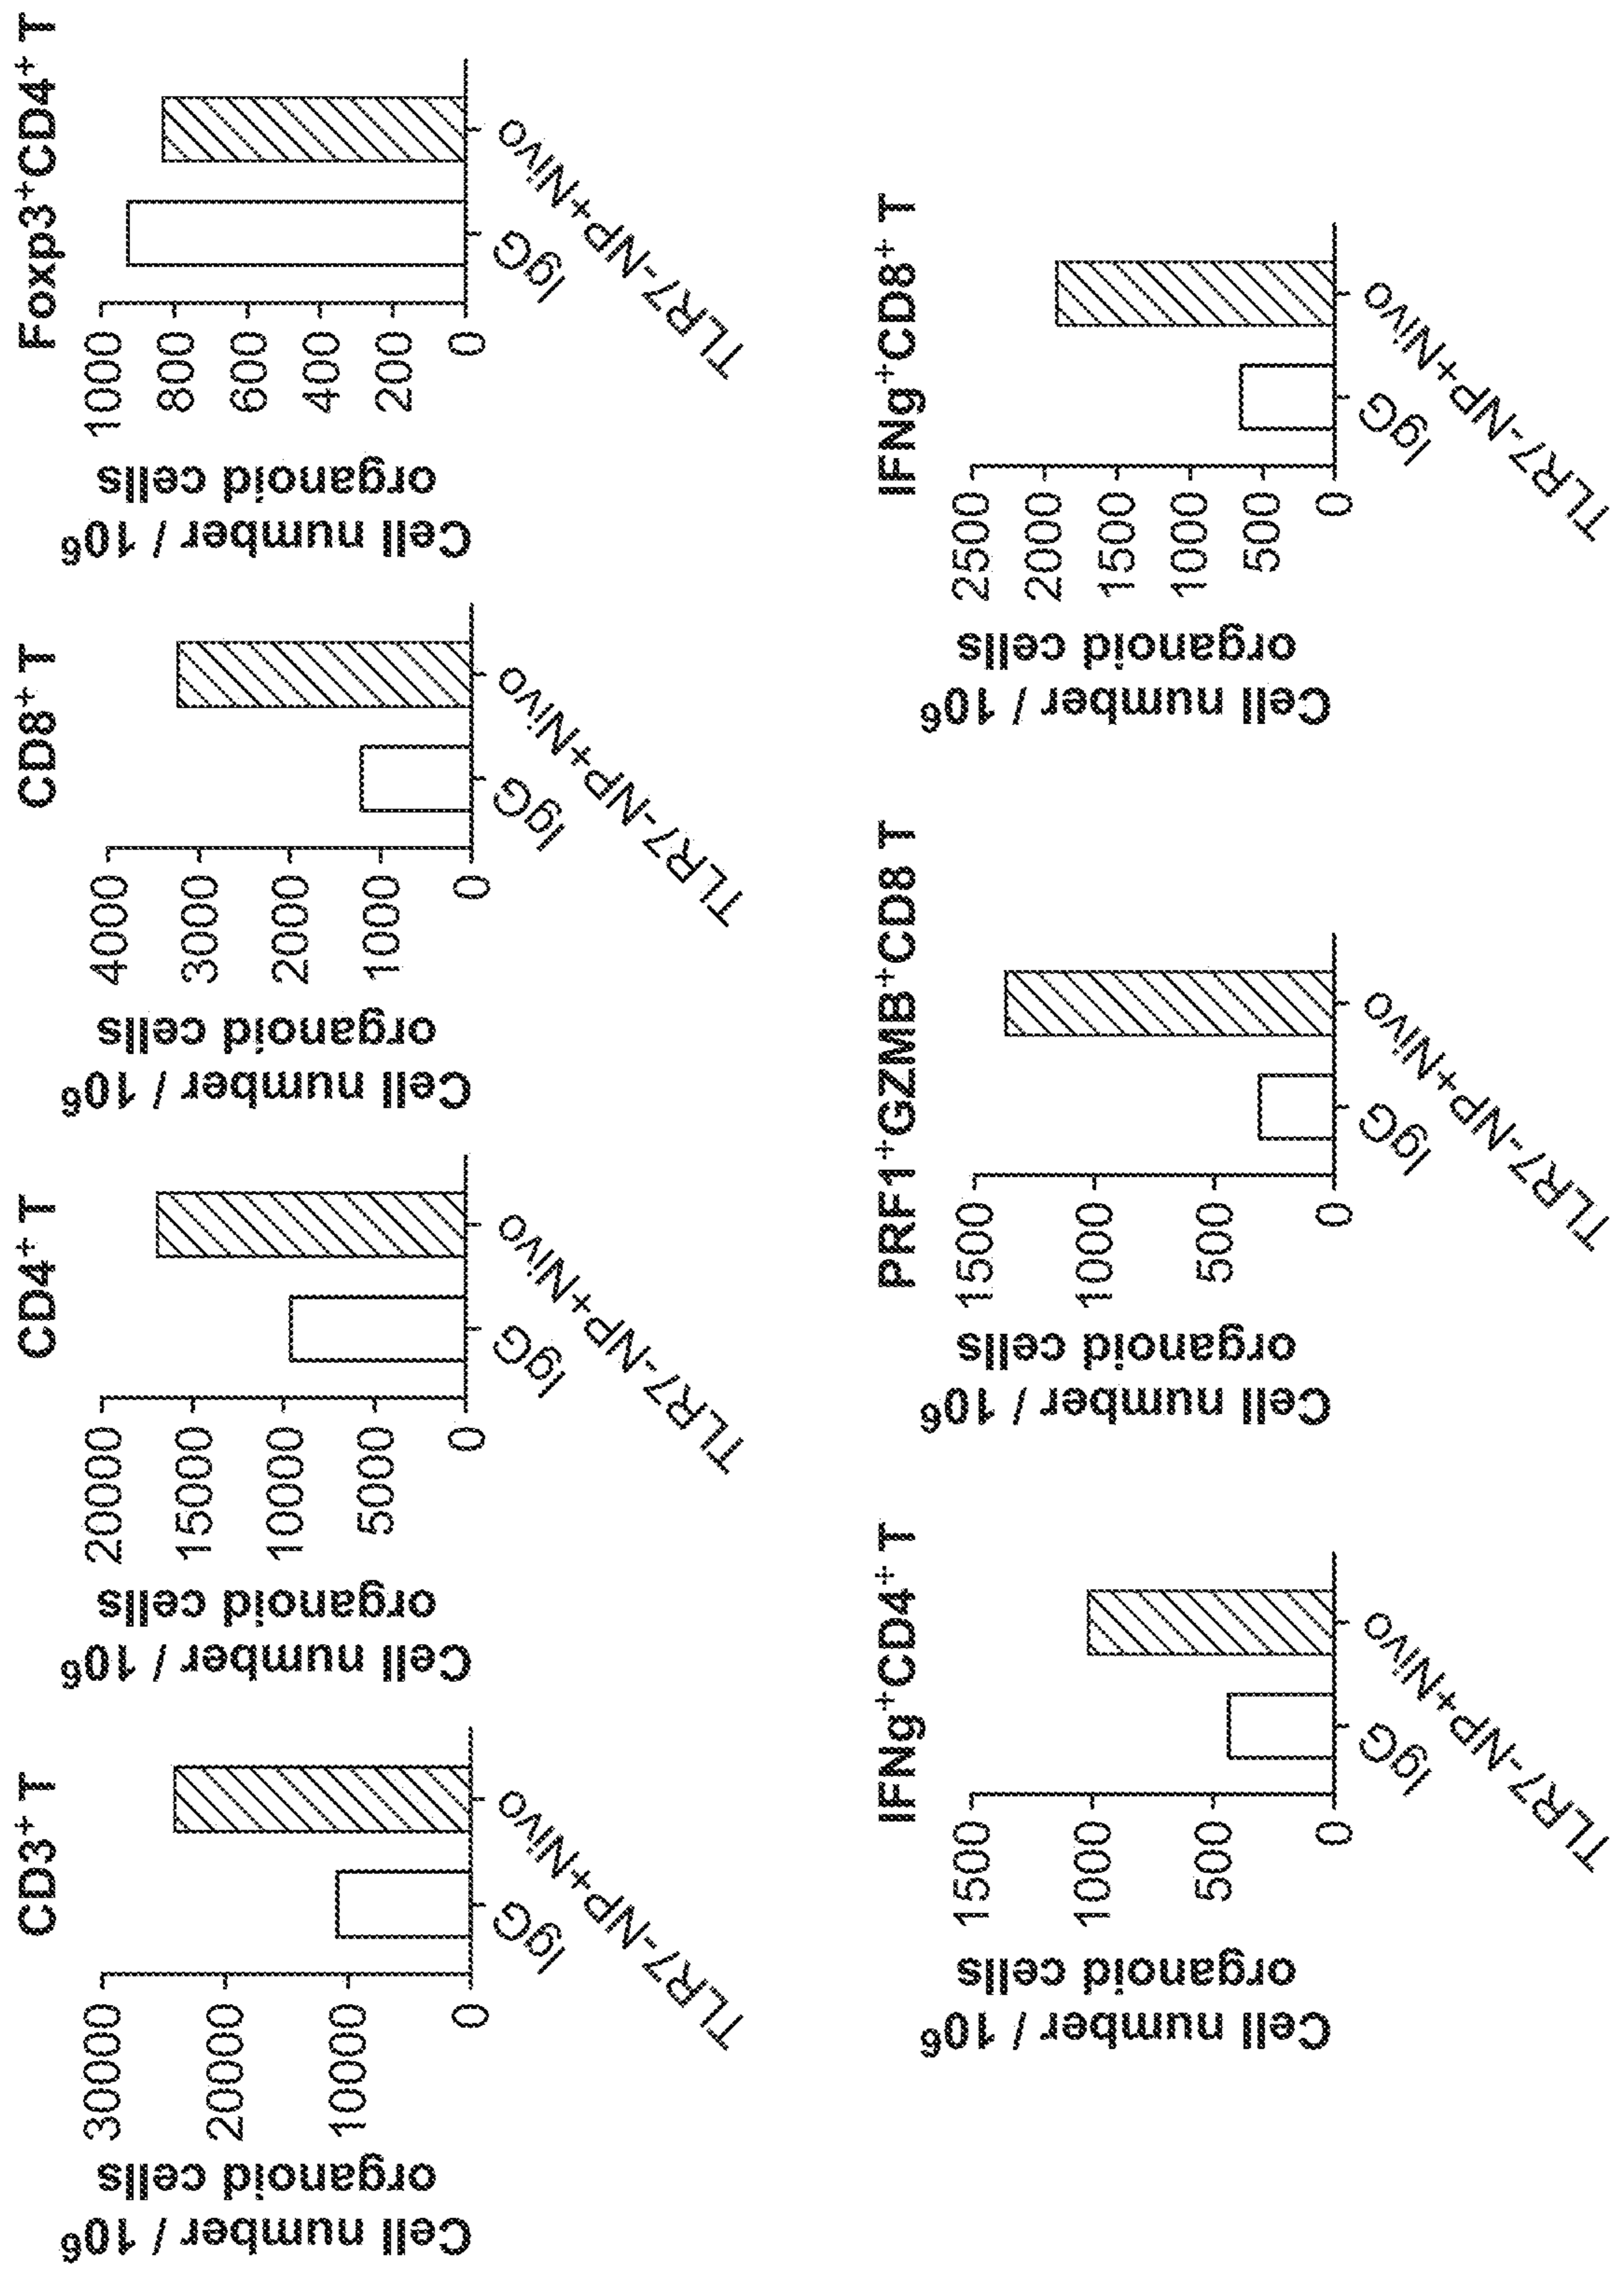 CD3⁺ T
Cell number / 10⁶
organoid cells
30000
20000
10000
0
IgG
TLR7-NP+Nivo
CD4⁺ T
Cell number / 10⁶
organoid cells
20000
15000
10000
5000
0
IgG
TLR7-NP+Nivo
CD8⁺ T
Cell number / 10⁶
organoid cells
4000
3000
2000
1000
0
IgG
TLR7-NP+Nivo
Foxp3⁺CD4⁺ T
Cell number / 10⁶
organoid cells
1000
800
600
400
200
0
IgG
TLR7-NP+Nivo
IFNg⁺CD4⁺ T
Cell number / 10⁶
organoid cells
1500
1000
500
0
IgG
TLR7-NP+Nivo
PRF1⁺GZMB⁺CD8 T
Cell number / 10⁶
organoid cells
1500
1000
500
0
IgG
TLR7-NP+Nivo
IFNg⁺CD8⁺ T
Cell number / 10⁶
organoid cells
2500
2000
1500
1000
500
0
IgG
TLR7-NP+Nivo